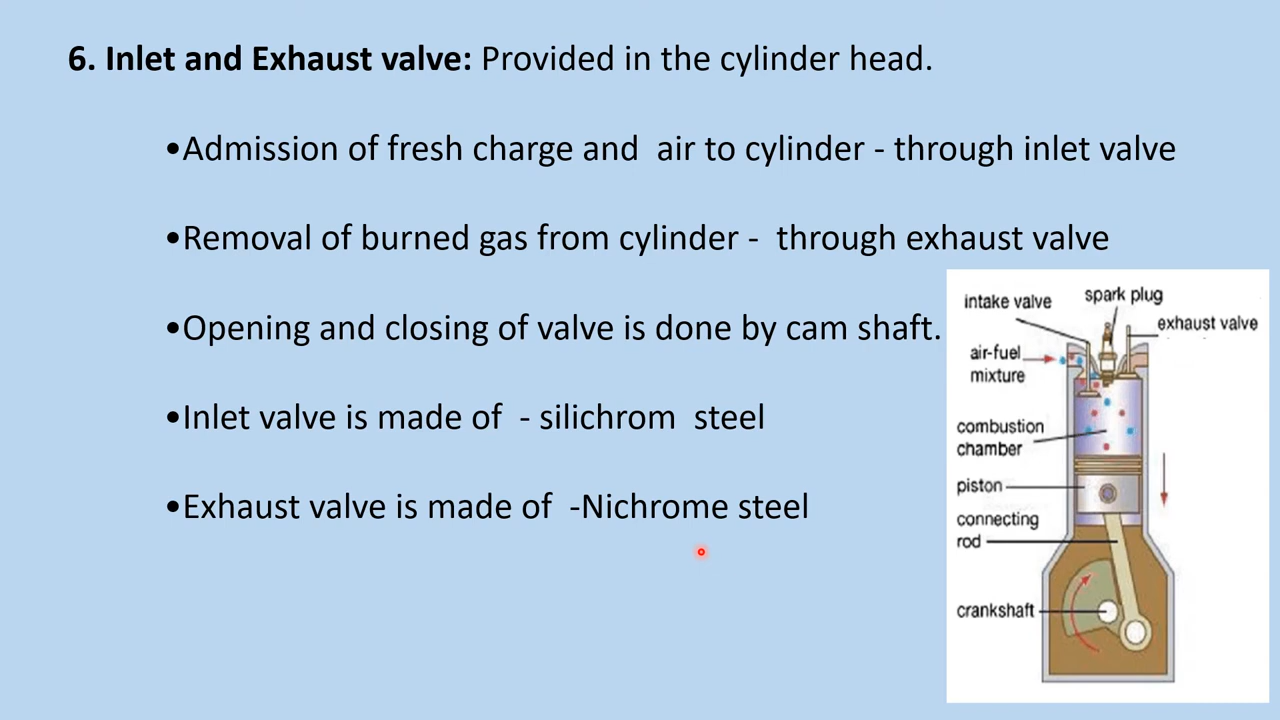 6. Inlet and Exhaust valve: Provided in the cylinder head.
•Admission of fresh charge and  air to cylinder - through inlet valve
•Removal of burned gas from cylinder -  through exhaust valve
•Opening and closing of valve is done by cam shaft.
•Inlet valve is made of  - silichrom  steel
•Exhaust valve is made of  -Nichrome steel
intake valve
spark plug
exhaust valve
air-fuel
mixture
combustion
chamber
piston
connecting
rod
crankshaft